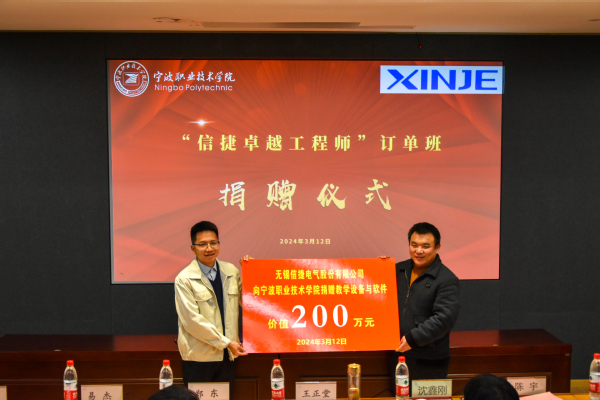 宁波职业技术学院
Ningbo Polytechnic
XINJE
“信捷卓越工程师”订单班
捐赠仪式
2024年3月12日
无锡信捷电气股份有限公司
向宁波职业技术学院捐赠教学设备与软件
价值200万元
2024年3月12日
易杰
郑东
王正堂
沈鑫刚
陈宇